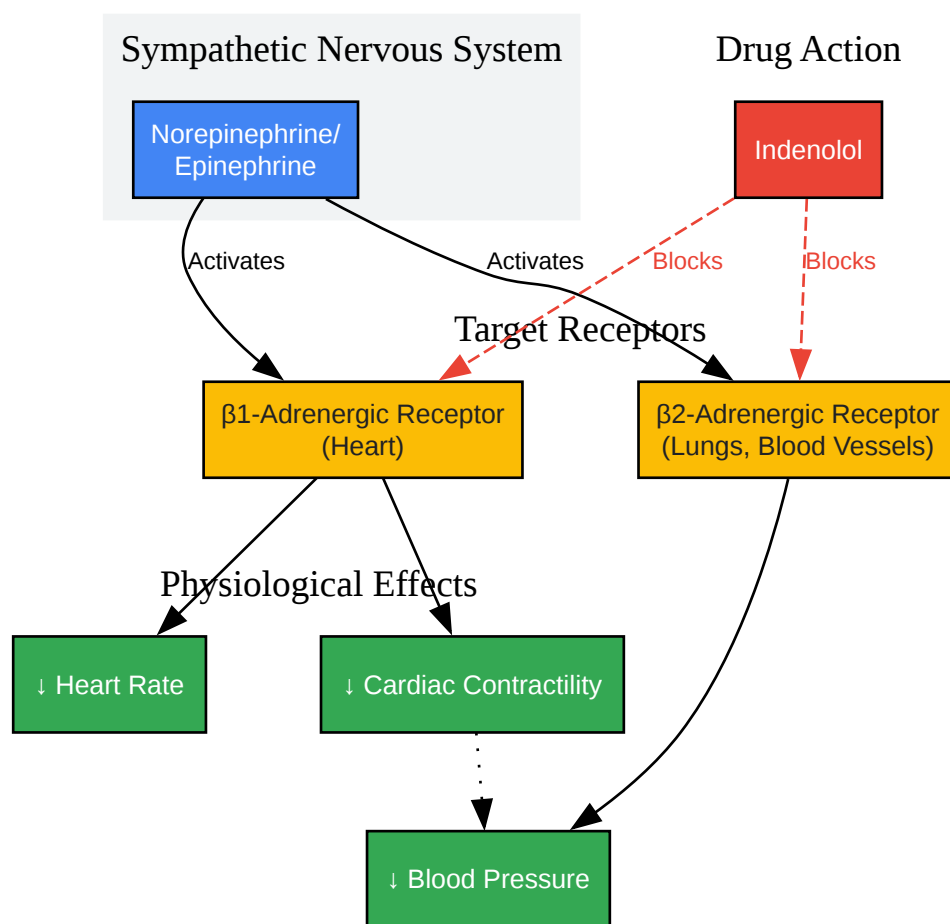 Sympathetic Nervous System
Drug Action
Norepinephrine/
Epinephrine
Indenolol
Activates
Activates
Blocks
Blocks
Target Receptors
β1-Adrenergic Receptor
(Heart)
β2-Adrenergic Receptor
(Lungs, Blood Vessels)
Physiological Effects
↓ Heart Rate
↓ Cardiac Contractility
↓ Blood Pressure